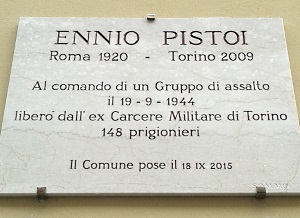 ENNIO PISTOI
Roma 1920 - Torino 2009
Al comando di un Gruppo di assalto
il 19-9-1944
liberò dall' ex Carcere Militare di Torino
148 prigionieri
Il Comune pose il 18 IX 2015